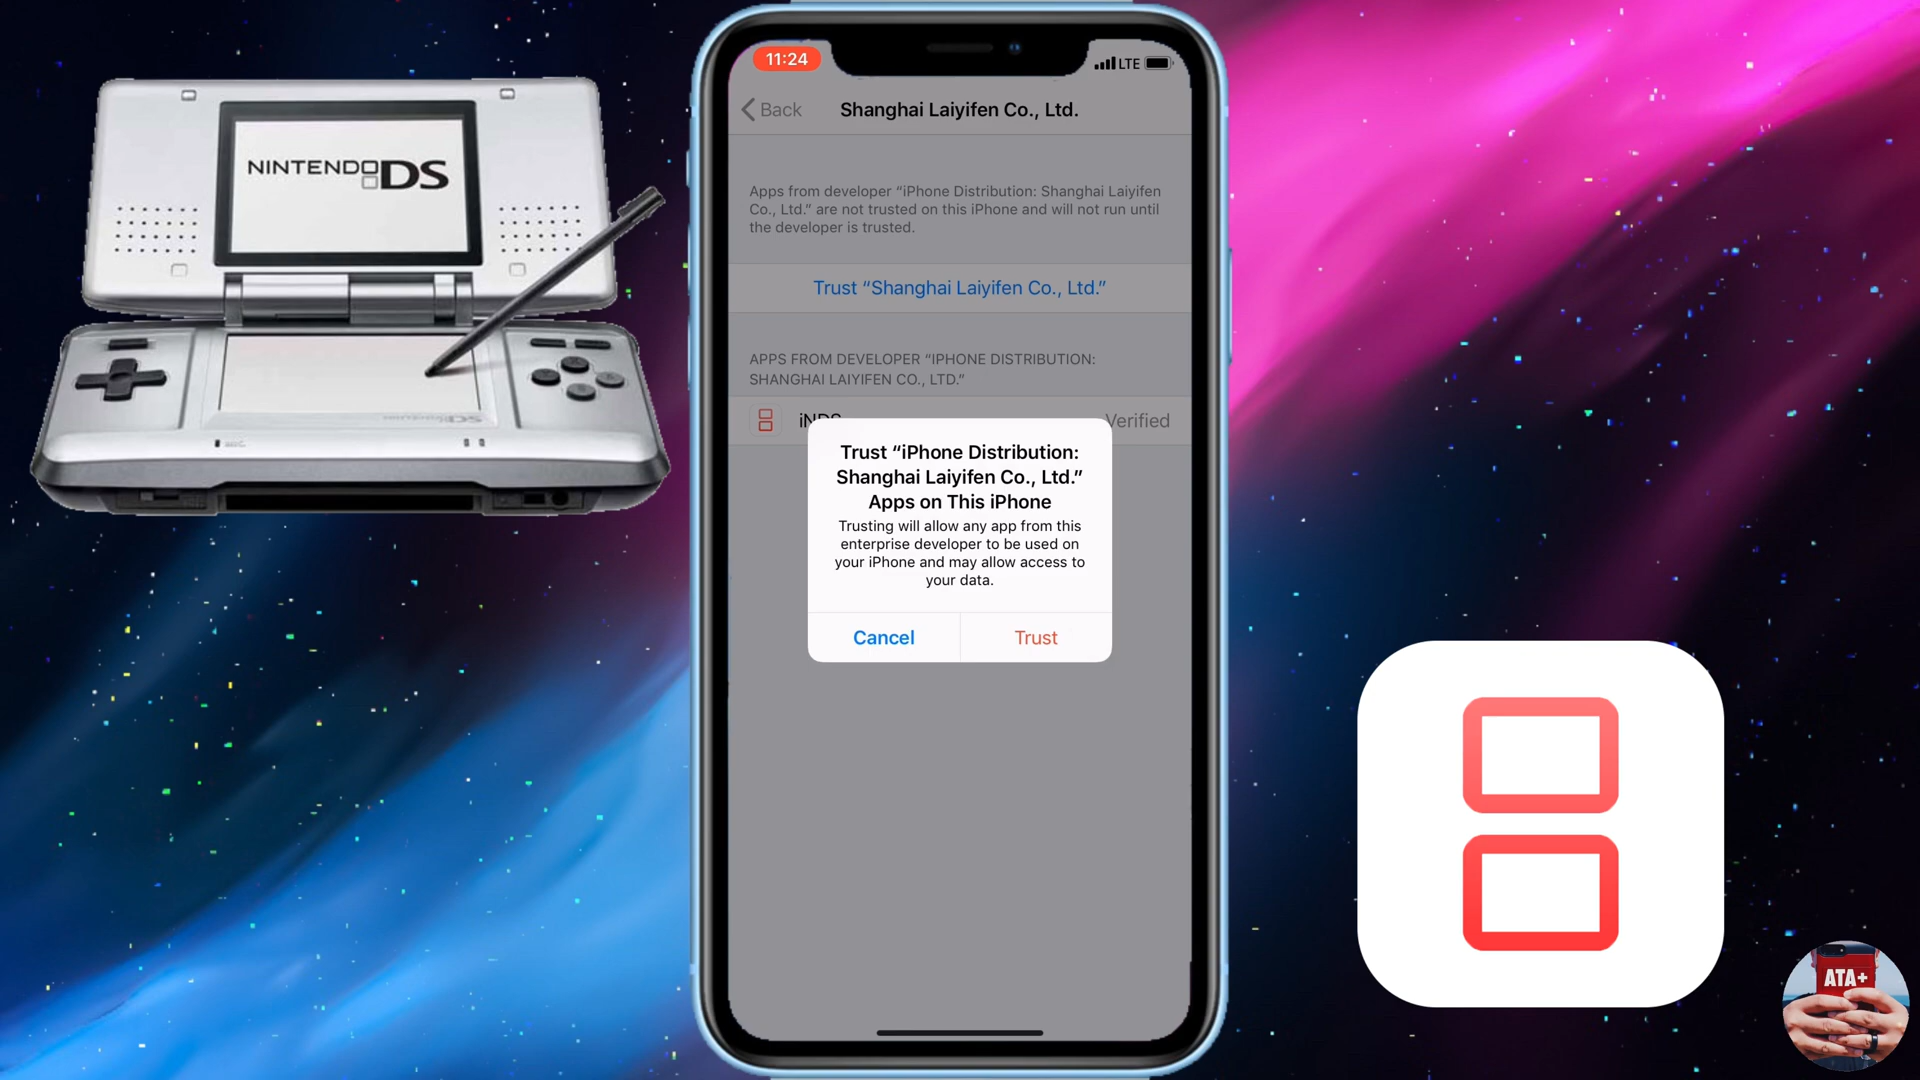 NINTENDO DS
11:24
LTE
Back
Shanghai Laiyifen Co., Ltd.
Apps from developer “iPhone Distribution: Shanghai Laiyifen
Co., Ltd.” are not trusted on this iPhone and will not run until
the developer is trusted.
Trust “Shanghai Laiyifen Co., Ltd.”
APPS FROM DEVELOPER “IPHONE DISTRIBUTION:
SHANGHAI LAIYIFEN CO., LTD.”
iNDS
Verified
Trust “iPhone Distribution:
Shanghai Laiyifen Co., Ltd.”
Apps on This iPhone
Trusting will allow any app from this
enterprise developer to be used on
your iPhone and may allow access to
your data.
Cancel
Trust
ATA+